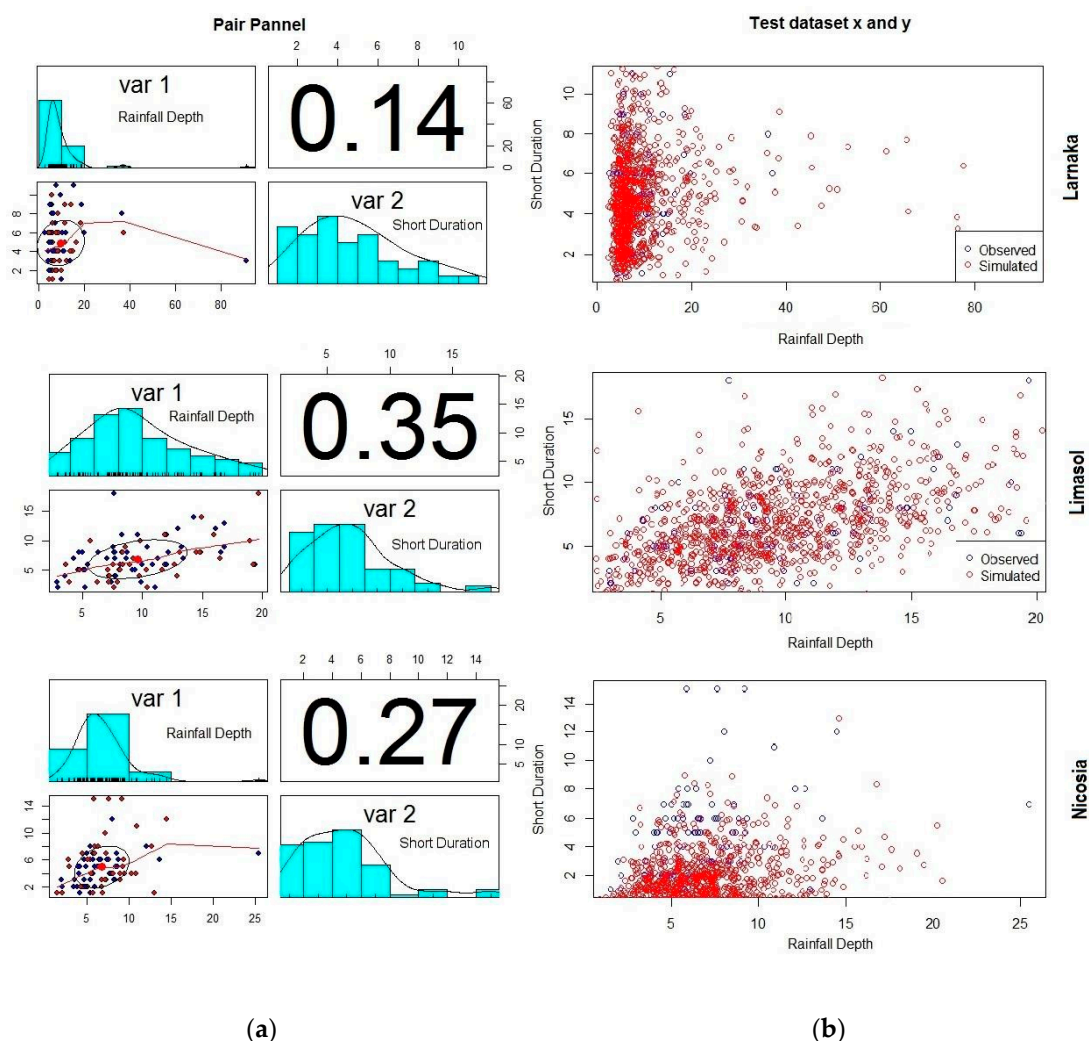 Pair Pannel
Test dataset x and y
2 4 6 8 10
var 1
Rainfall Depth
0.14
0 20 60
var 2
Short Duration
2 4 6 8
0 20 40 60 80
Short Duration
2 4 6 8 10
Observed
Simulated
0 20 40 60 80
Rainfall Depth
Larnaka
5 10 15
var 1
Rainfall Depth
0.35
5 10 15 20
var 2
Short Duration
5 10 15
5 10 15 20
Short Duration
5 10 15
Observed
Simulated
5 10 15 20
Rainfall Depth
Limasol
2 4 6 8 10 12 14
var 1
Rainfall Depth
0.27
5 10 20
var 2
Short Duration
2 6 10 14
5 10 15 20 25
Short Duration
2 4 6 8 10 12 14
5 10 15 20 25
Rainfall Depth
Nicosia
(a)
(b)